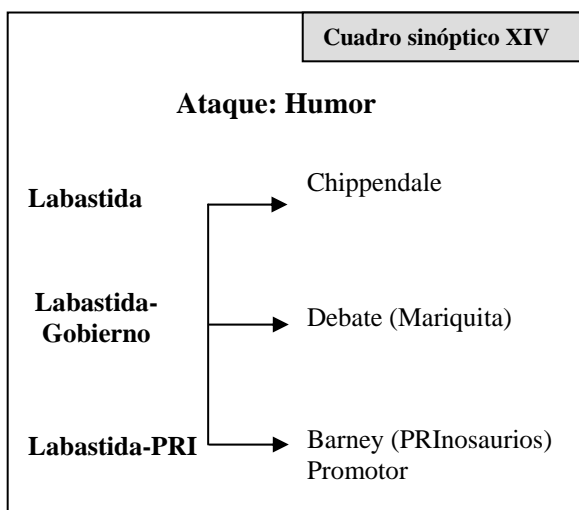 Cuadro sinóptico XIV
Ataque: Humor
Labastida
Chippendale
Labastida-
Gobierno
Debate (Mariquita)
Labastida-PRI
Barney (PRInosaurios)
Promotor